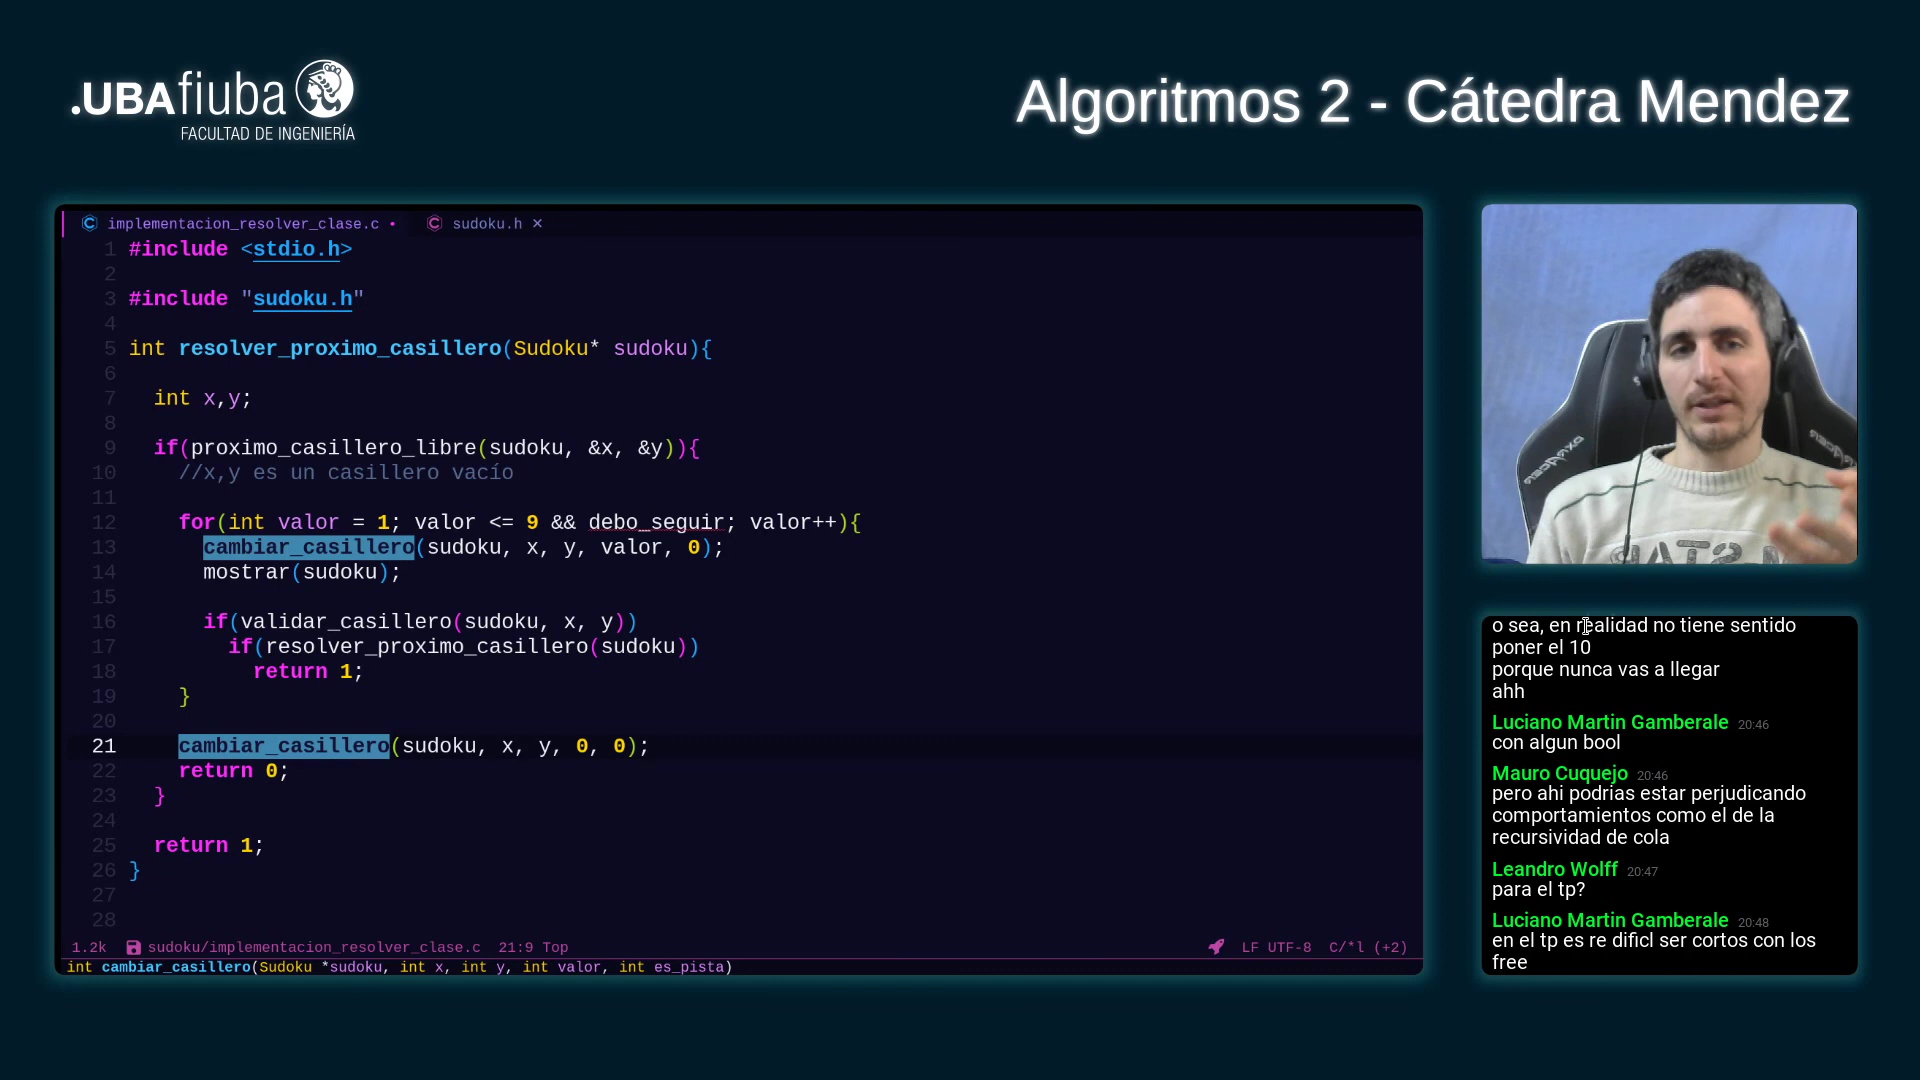 .UBAfiuba
FACULTAD DE INGENIERÍA
Algoritmos 2 - Cátedra Mendez
implementacion_resolver_clase.c •
sudoku.h ✕
1 #include <stdio.h>
2
3 #include "sudoku.h"
4
5 int resolver_proximo_casillero(Sudoku* sudoku){
6
7 int x,y;
8
9 if(proximo_casillero_libre(sudoku, &x, &y)){
10 //x,y es un casillero vacío
11
12 for(int valor = 1; valor <= 9 && debo_seguir; valor++){
13 cambiar_casillero(sudoku, x, y, valor, 0);
14 mostrar(sudoku);
15
16 if(validar_casillero(sudoku, x, y))
17 if(resolver_proximo_casillero(sudoku))
18 return 1;
19 }
20
21 cambiar_casillero(sudoku, x, y, 0, 0);
22 return 0;
23 }
24
25 return 1;
26 }
27
28
1.2k sudoku/implementacion_resolver_clase.c 21:9 Top LF UTF-8 C/*l (+2)
int cambiar_casillero(Sudoku *sudoku, int x, int y, int valor, int es_pista)
DXRACER
o sea, en realidad no tiene sentido
poner el 10
porque nunca vas a llegar
ahh
Luciano Martin Gamberale 20:46
con algun bool
Mauro Cuquejo 20:46
pero ahi podrias estar perjudicando
comportamientos como el de la
recursividad de cola
Leandro Wolff 20:47
para el tp?
Luciano Martin Gamberale 20:48
en el tp es re dificl ser cortos con los
free